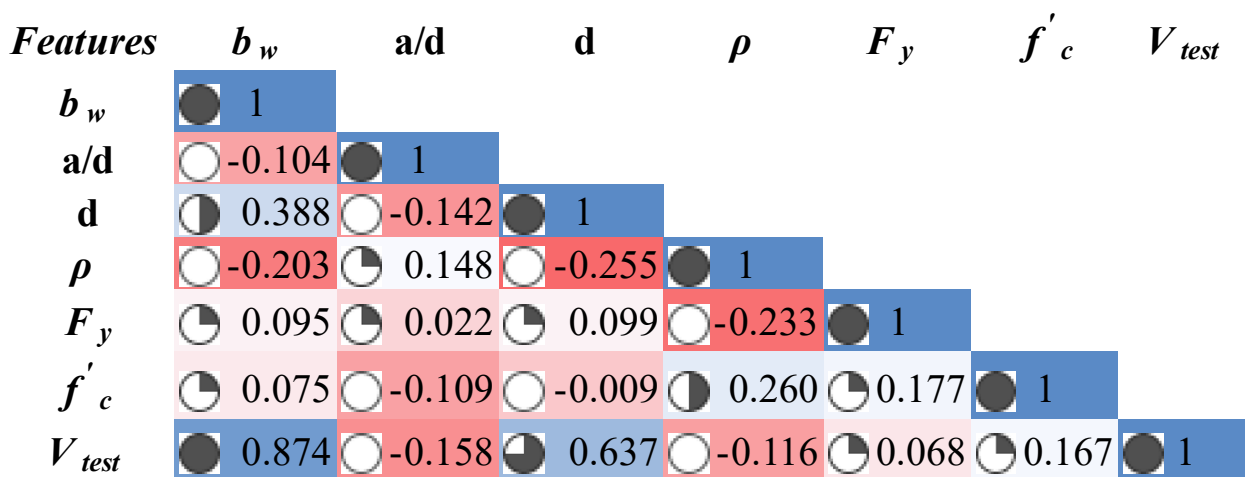 Features b w a/d d ρ F y f ' c V test
b w 1
a/d -0.104 1
d 0.388 -0.142 1
ρ -0.203 0.148 -0.255 1
F y 0.095 0.022 0.099 -0.233 1
f ' c 0.075 -0.109 -0.009 0.260 0.177 1
V test 0.874 -0.158 0.637 -0.116 0.068 0.167 1